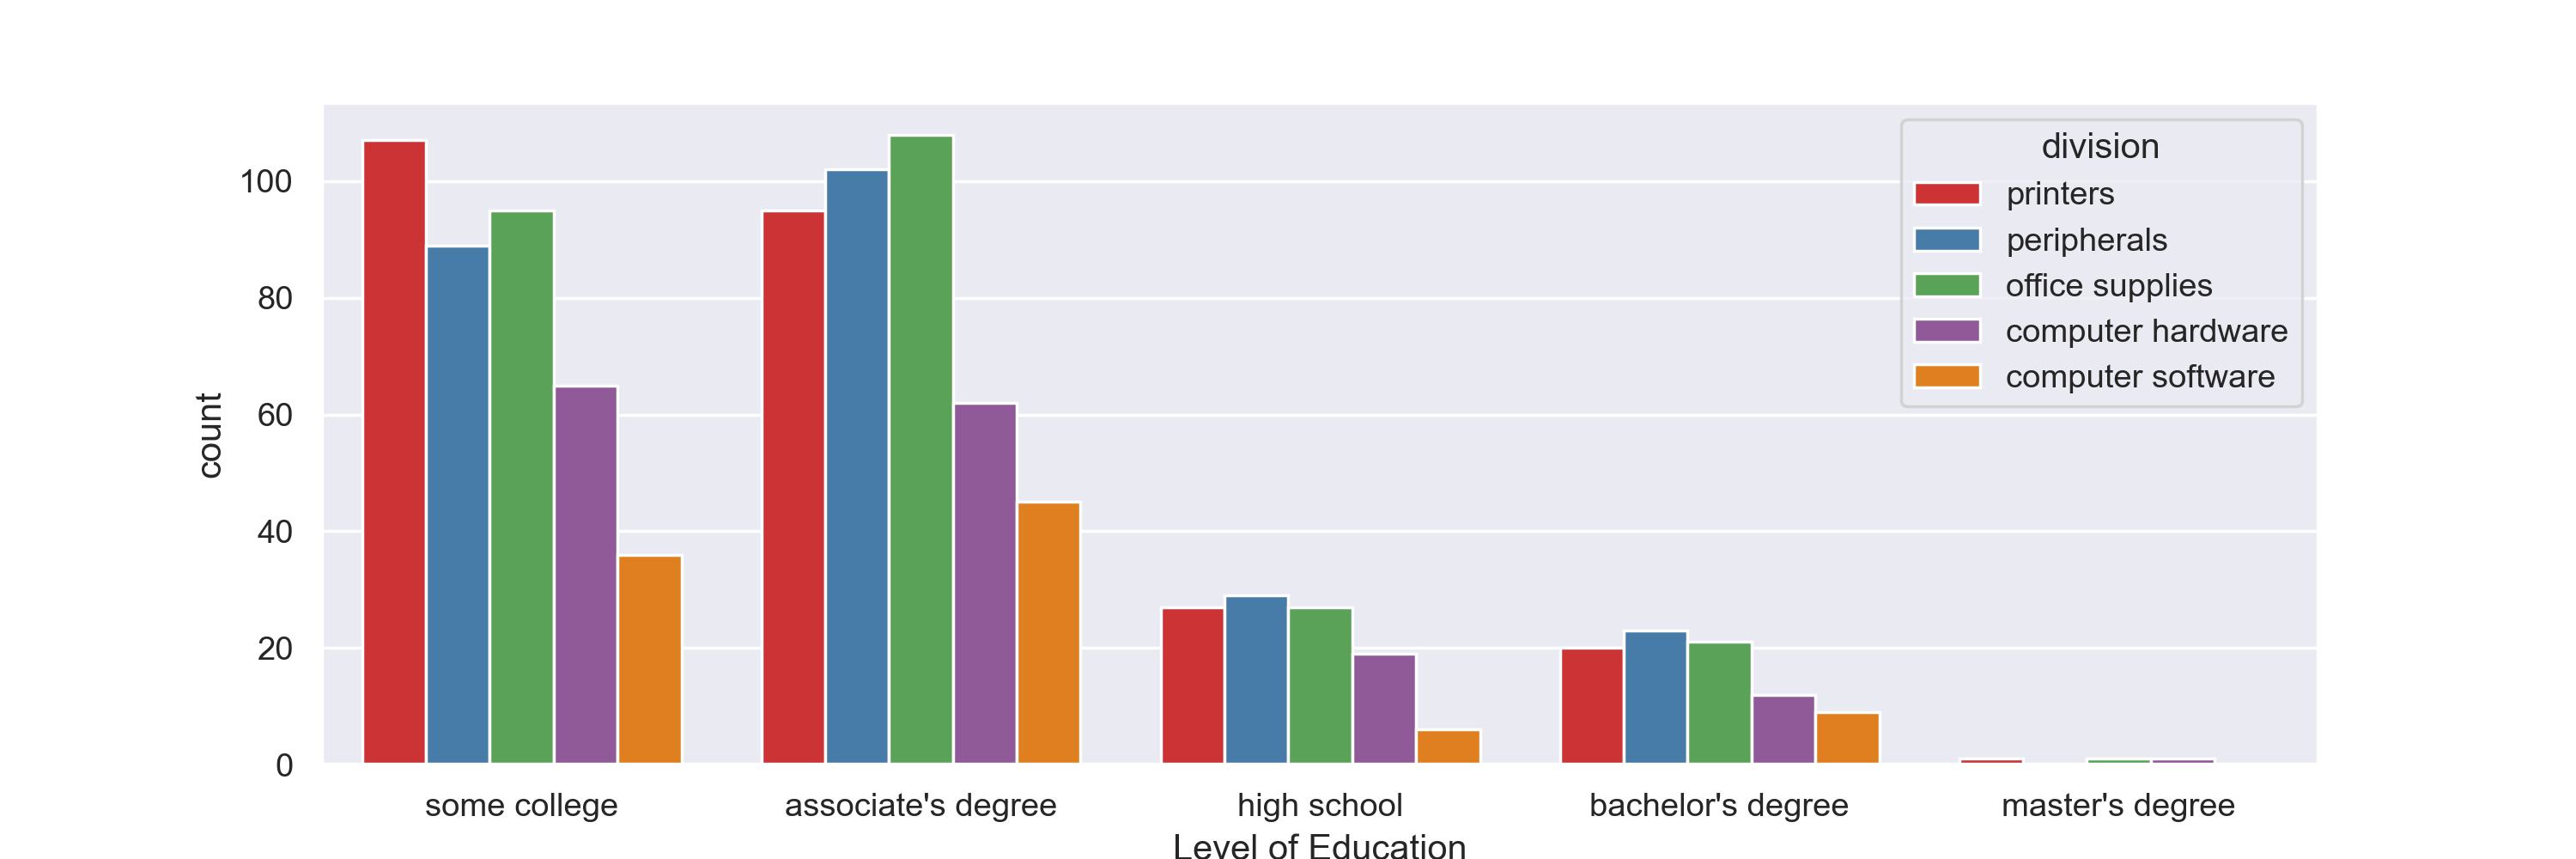 division
printers
peripherals
office supplies
computer hardware
computer software
count
100
80
60
40
20
0
some college
associate's degree
high school
bachelor's degree
master's degree
Level of Education